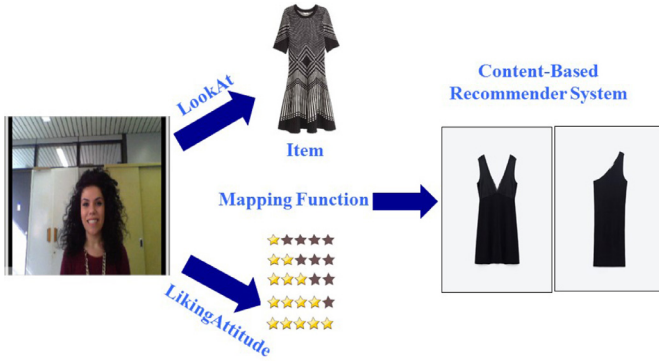 LookAt
Item
Content-Based
Recommender System
Mapping Function
LikingAttitude